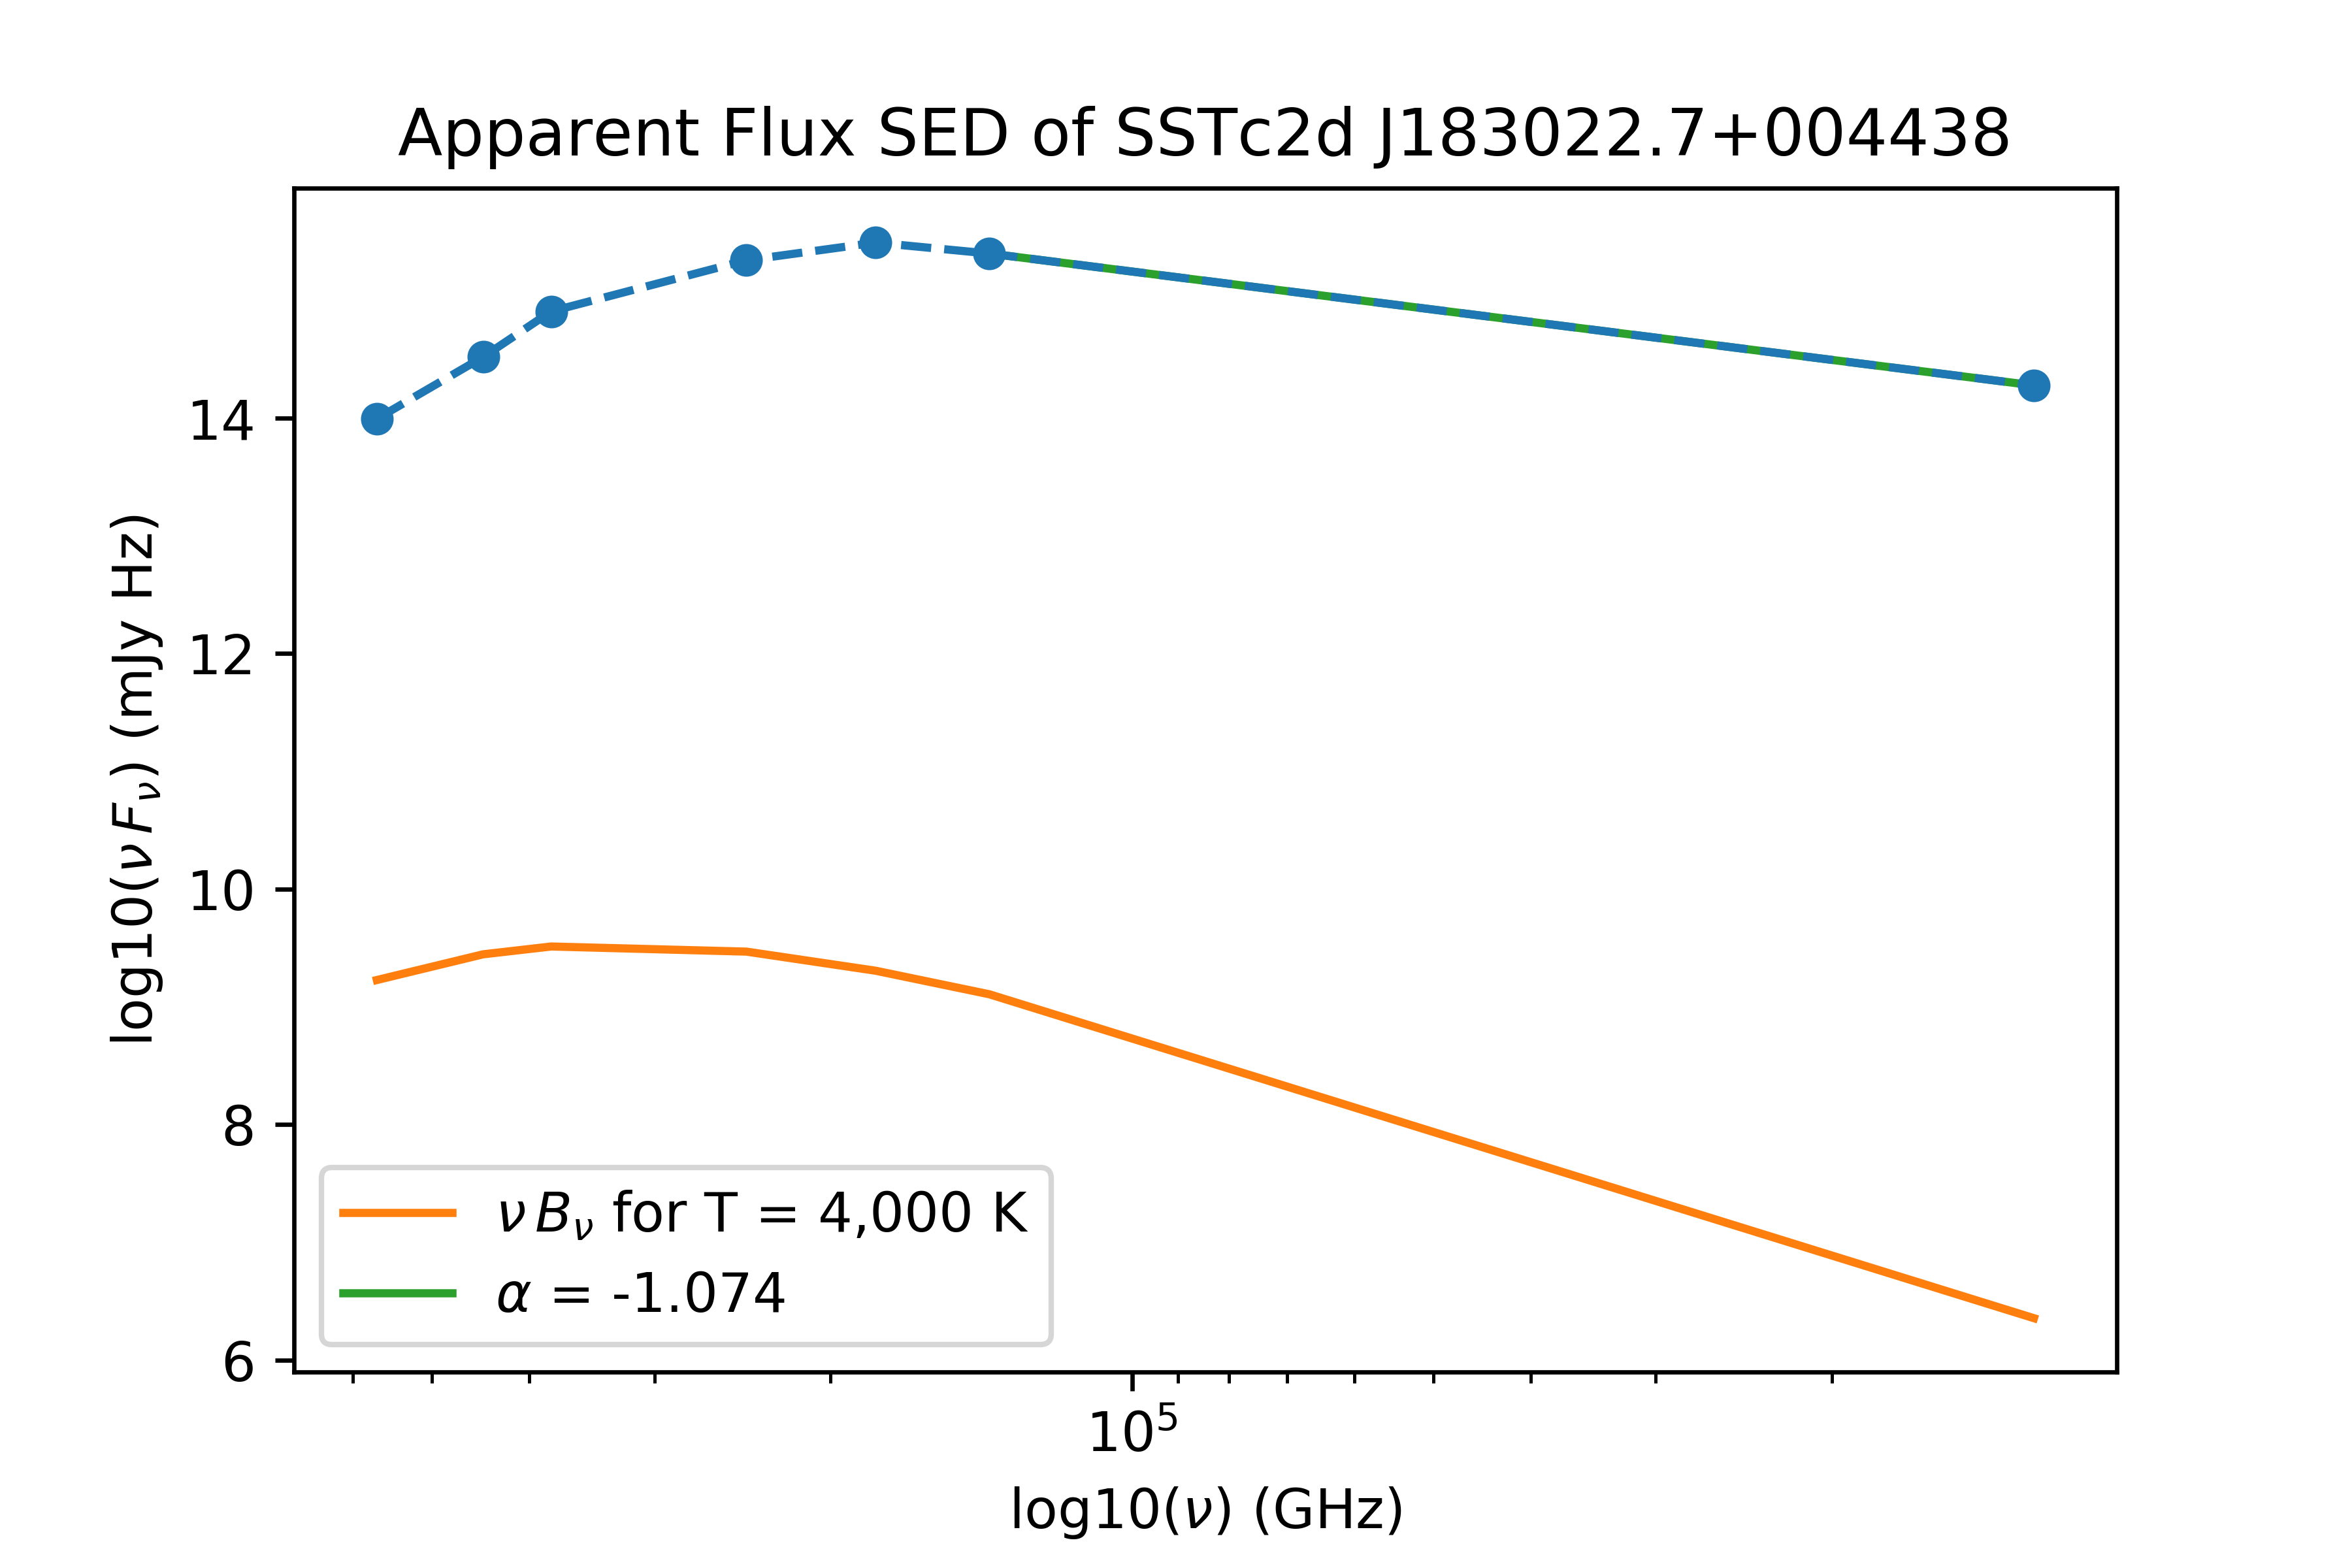 Apparent Flux SED of SSTc2d J183022.7+004438
log10(νFν) (mJy Hz)
14
12
10
8
6
νBν for T = 4,000 K
α = -1.074
10⁵
log10(ν) (GHz)